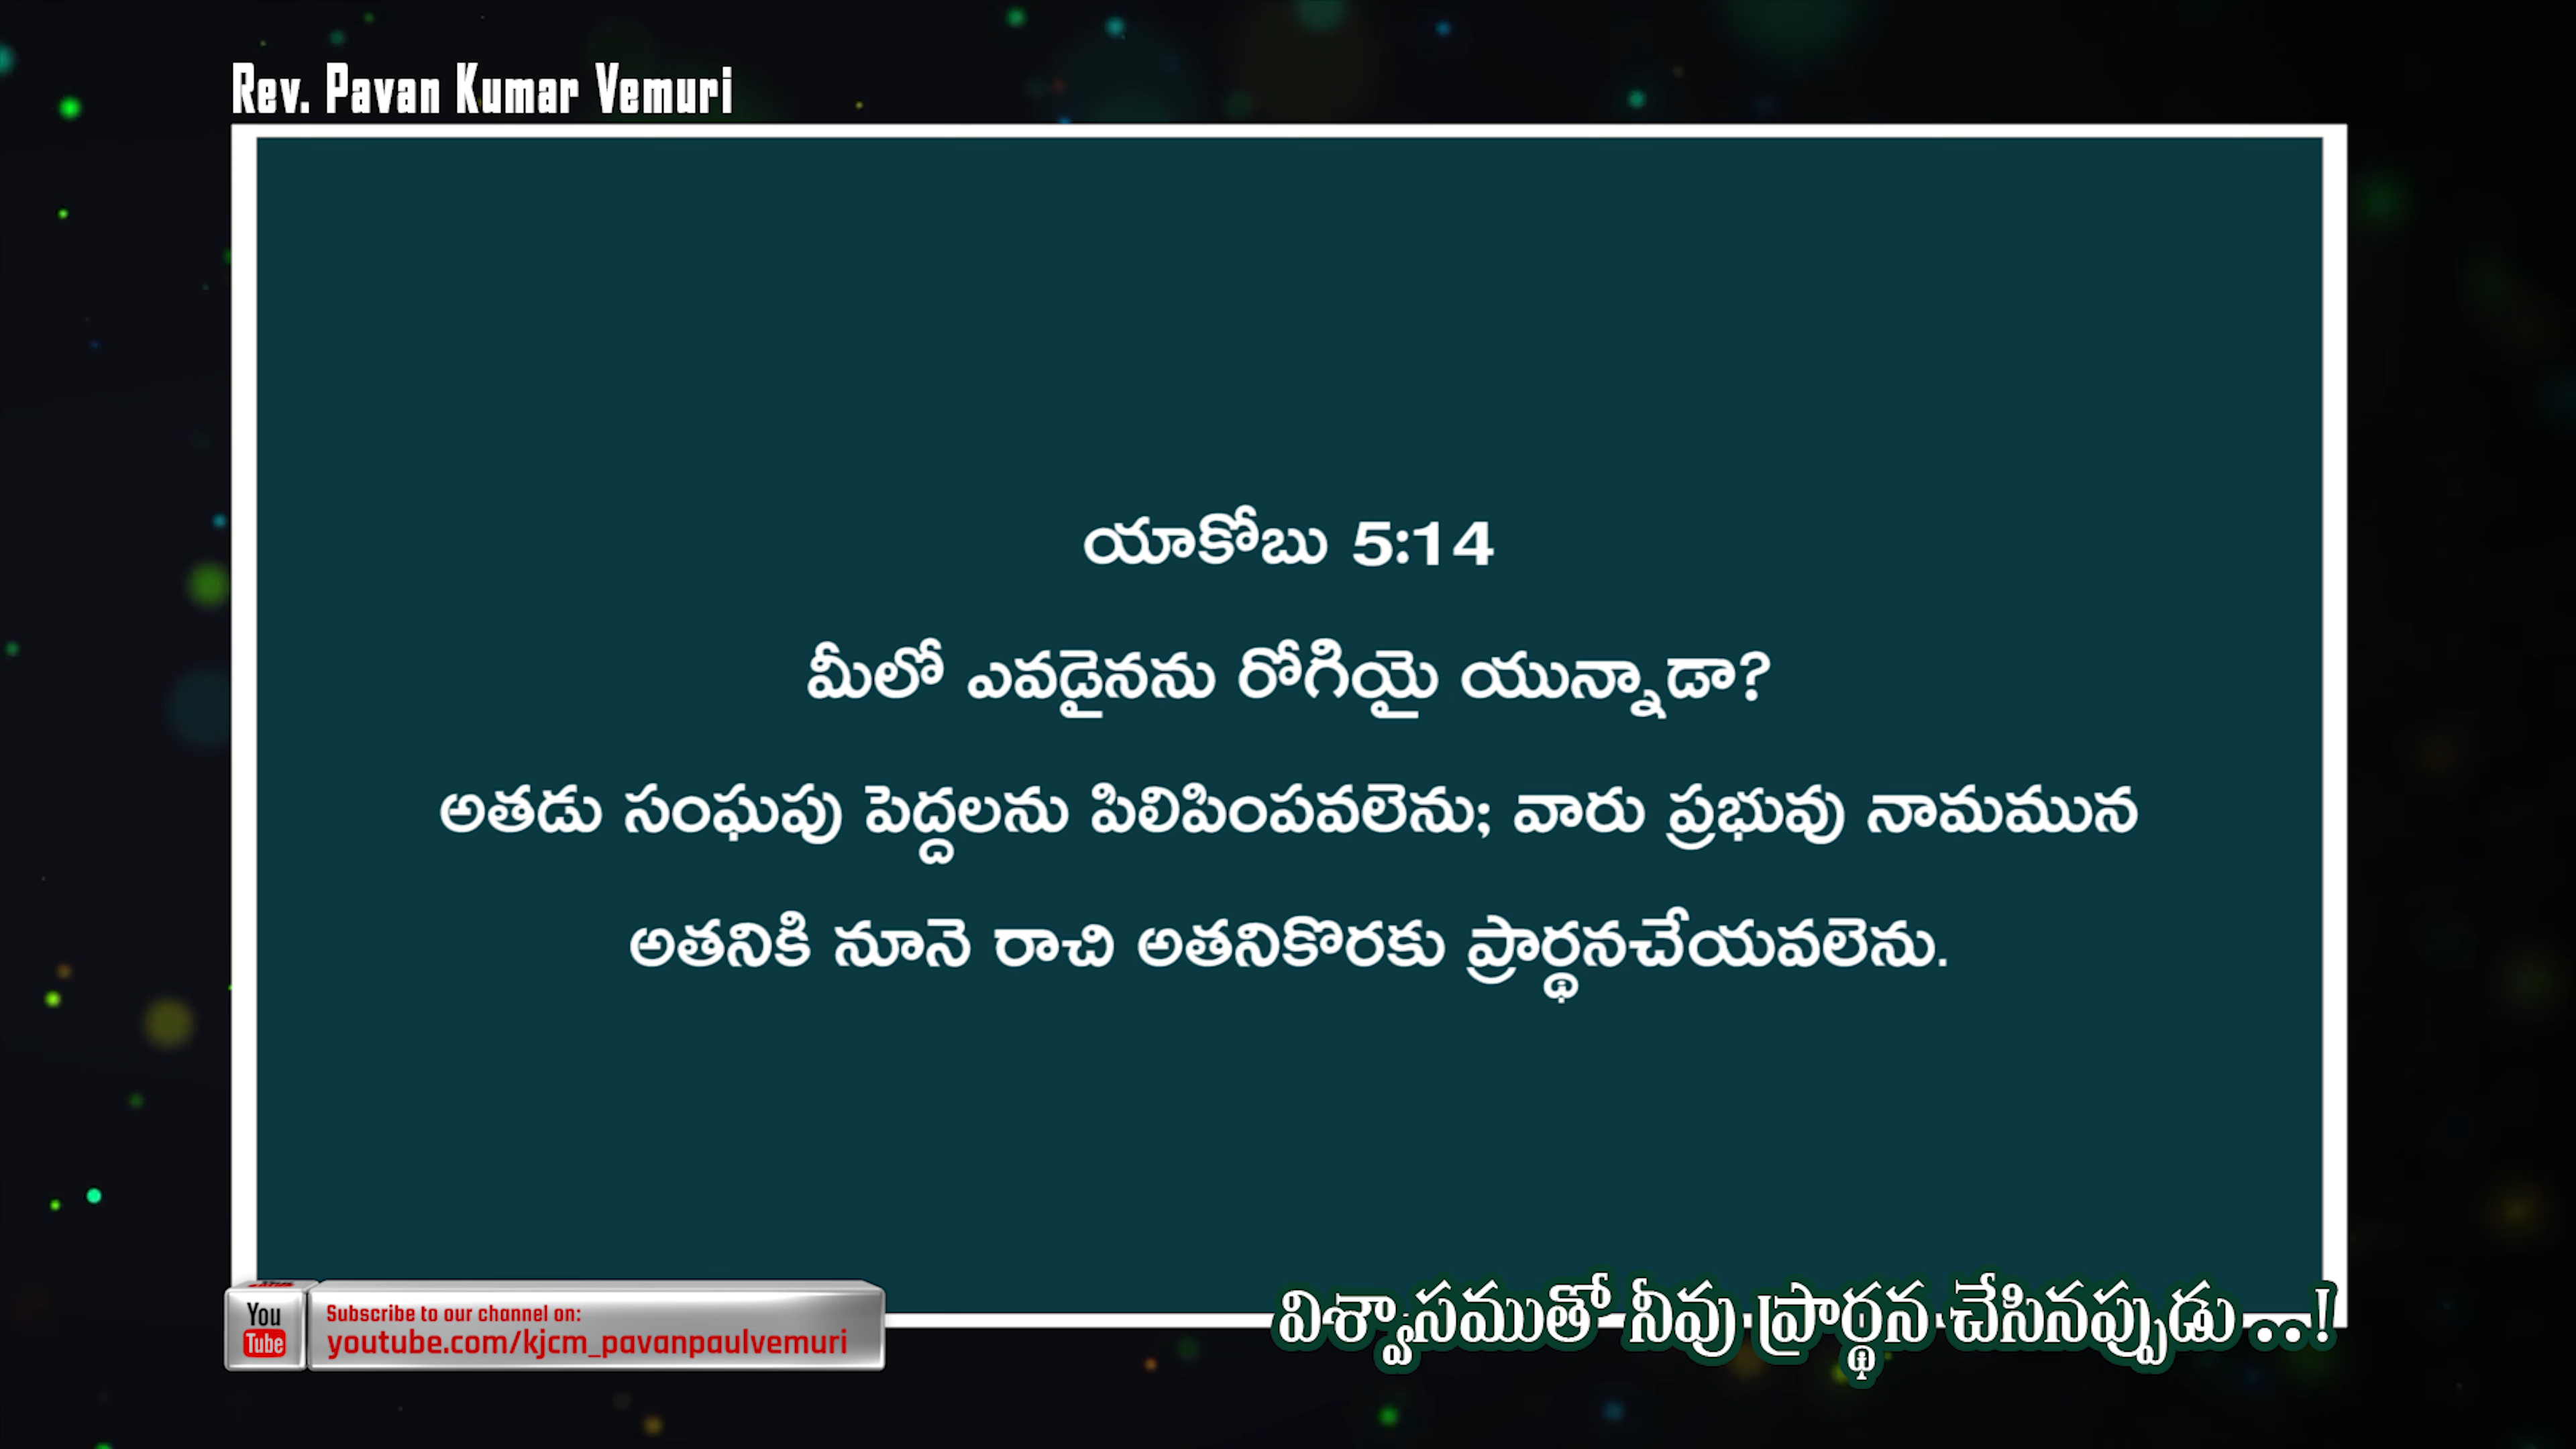 Rev. Pavan Kumar Vemuri
యాకోబు 5:14
మీలో ఎవడైనను రోగియై యున్నాడా?
అతడు సంఘపు పెద్దలను పిలిపింపవలెను; వారు ప్రభువు నామమున
అతనికి నూనె రాచి అతనికొరకు ప్రార్థనచేయవలెను.
You
Tube
Subscribe to our channel on:
youtube.com/kjcm_pavanpaulvemuri
విశ్వాసముతో నీవు ప్రార్థన చేసినప్పుడు ..!